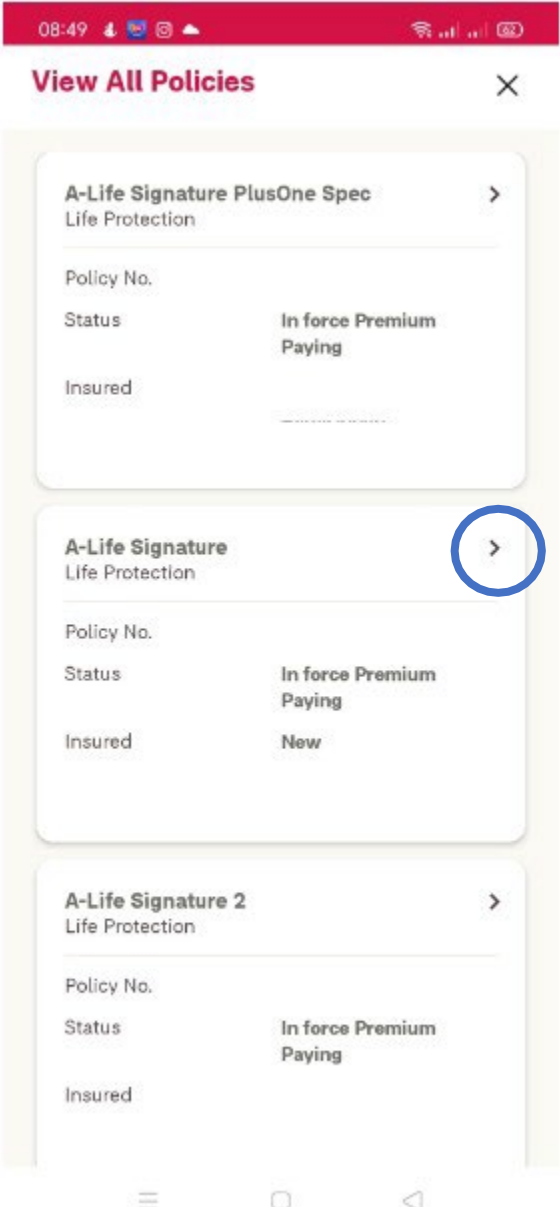 08:49
62
View All Policies
A-Life Signature PlusOne Spec
Life Protection
Policy No.
Status In force Premium
Paying
Insured
A-Life Signature
Life Protection
Policy No.
Status In force Premium
Paying
Insured New
A-Life Signature 2
Life Protection
Policy No.
Status In force Premium
Paying
Insured